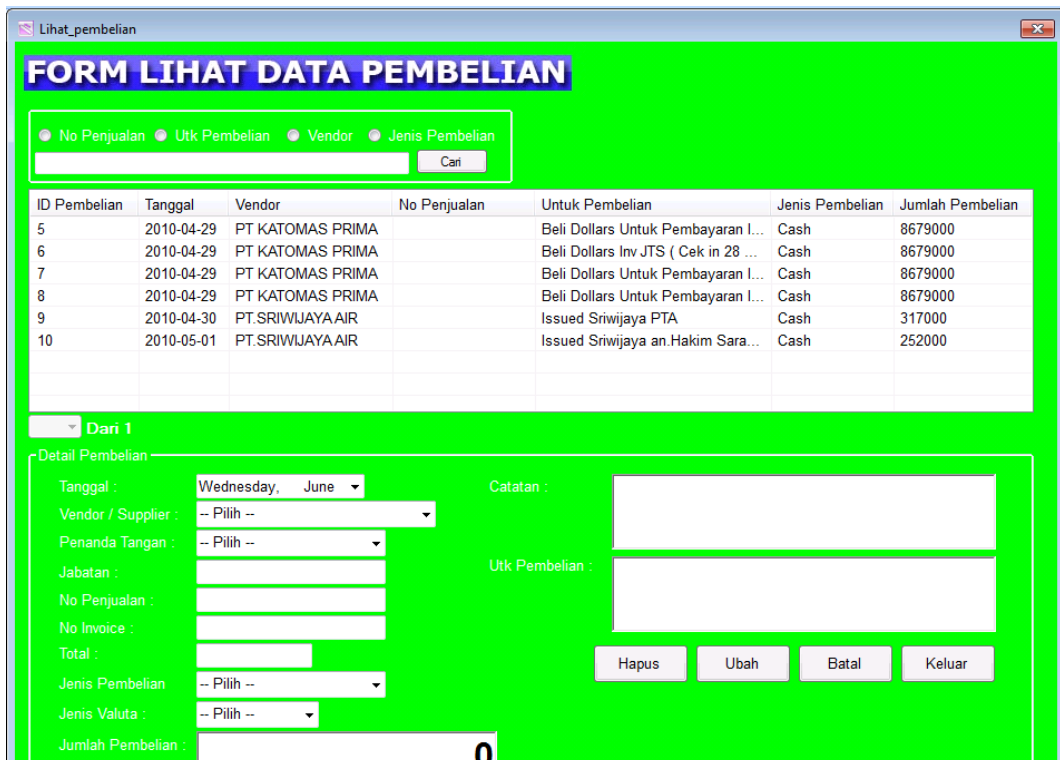 Lihat_pembelian
FORM LIHAT DATA PEMBELIAN
No Penjualan Utk Pembelian Vendor Jenis Pembelian
Cari
ID Pembelian Tanggal Vendor No Penjualan Untuk Pembelian Jenis Pembelian Jumlah Pembelian
5 2010-04-29 PT KATOMAS PRIMA Beli Dollars Untuk Pembayaran I... Cash 8679000
6 2010-04-29 PT KATOMAS PRIMA Beli Dollars Inv JTS ( Cek in 28 ... Cash 8679000
7 2010-04-29 PT KATOMAS PRIMA Beli Dollars Untuk Pembayaran I... Cash 8679000
8 2010-04-29 PT KATOMAS PRIMA Beli Dollars Untuk Pembayaran I... Cash 8679000
9 2010-04-30 PT.SRIWIJAYA AIR Issued Sriwijaya PTA Cash 317000
10 2010-05-01 PT.SRIWIJAYA AIR Issued Sriwijaya an.Hakim Sara... Cash 252000
Dari 1
Detail Pembelian
Tanggal : Wednesday, June
Vendor / Supplier : -- Pilih --
Penanda Tangan : -- Pilih --
Jabatan :
No Penjualan :
No Invoice :
Total :
Jenis Pembelian -- Pilih --
Jenis Valuta : -- Pilih --
Jumlah Pembelian : 0
Catatan :
Utk Pembelian :
Hapus Ubah Batal Keluar